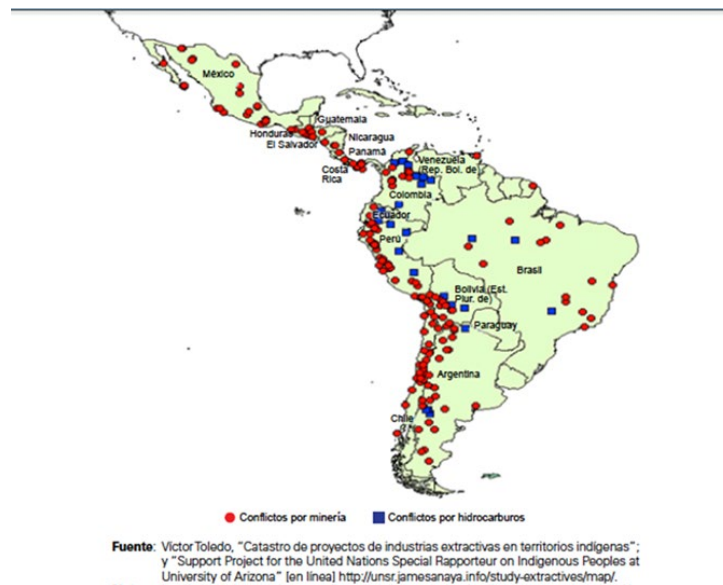 México
Guatemala
Honduras
El Salvador
Nicaragua
Panamá
Costa
Rica
Venezuela
(Rep. Bol. de)
Colombia
Ecuador
Perú
Brasil
Bolivia (Est.
Plur. de)
Paraguay
Argentina
Chile
Conflictos por minería Conflictos por hidrocarburos
Fuente: Víctor Toledo, "Catastro de proyectos de industrias extractivas en territorios indígenas";
y "Support Project for the United Nations Special Rapporteur on Indigenous Peoples at
University of Arizona" [en línea] http://unsr.jamesanaya.info/study-extractives/map/.